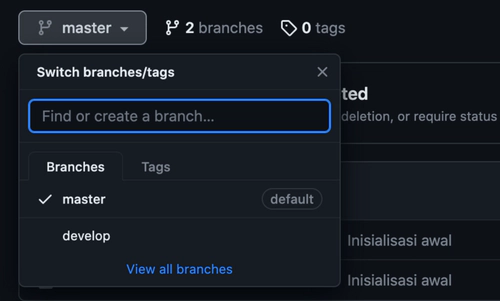 master
2 branches
0 tags
Switch branches/tags
ted
Find or create a branch...
deletion, or require status
Branches
Tags
master
default
develop
Inisialisasi awal
View all branches
Inisialisasi awal